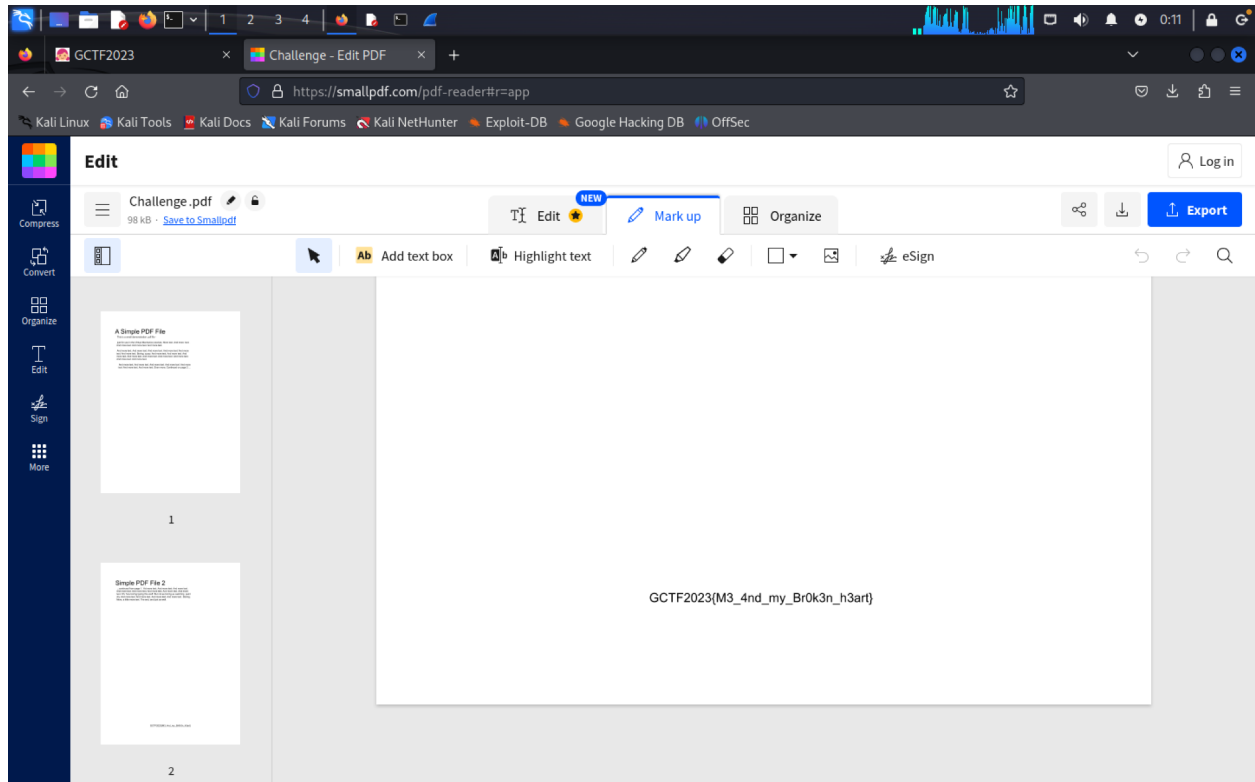 1 2 3 4
0:11
GCTF2023 Challenge - Edit PDF
https://smallpdf.com/pdf-reader#r=app
Kali Linux Kali Tools Kali Docs Kali Forums Kali NetHunter Exploit-DB Google Hacking DB OffSec
Edit
Log in
Challenge.pdf
98 kB · Save to Smallpdf
NEW
Edit Mark up Organize
Export
Add text box Highlight text eSign
Compress
Convert
Organize
Edit
Sign
More
A Simple PDF File
1
Simple PDF File 2
2
GCTF2023{M3_4nd_my_Br0k3n_h3art}